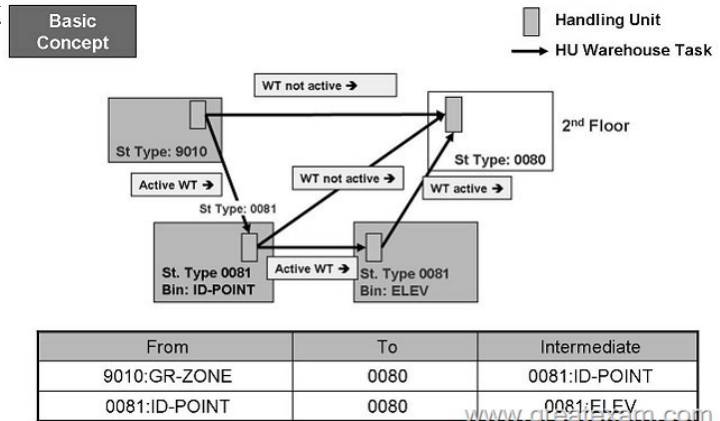 Basic
Concept
Handling Unit
HU Warehouse Task
WT not active →
2nd Floor
St Type: 9010
St Type: 0080
Active WT →
WT not active →
WT active →
St Type: 0081
St. Type 0081
Bin: ID-POINT
Active WT →
St. Type 0081
Bin: ELEV
From To Intermediate
9010:GR-ZONE 0080 0081:ID-POINT
0081:ID-POINT 0080 0081:ELEV
www.greatexam.com